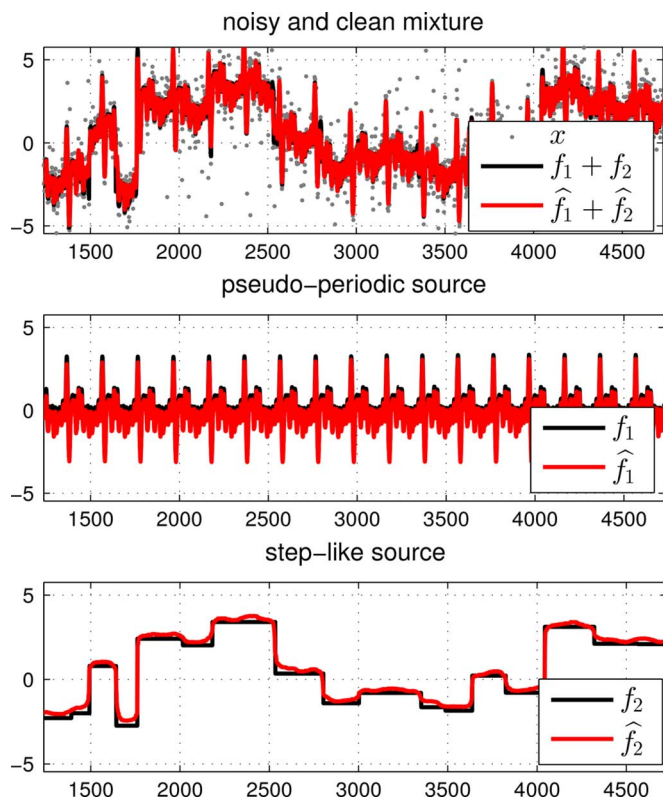 noisy and clean mixture
5
0
−5
x
f₁ + f₂
f̂₁ + f̂₂
1500 2000 2500 3000 3500 4000 4500
pseudo−periodic source
5
0
−5
f₁
f̂₁
1500 2000 2500 3000 3500 4000 4500
step−like source
5
0
−5
f₂
f̂₂
1500 2000 2500 3000 3500 4000 4500